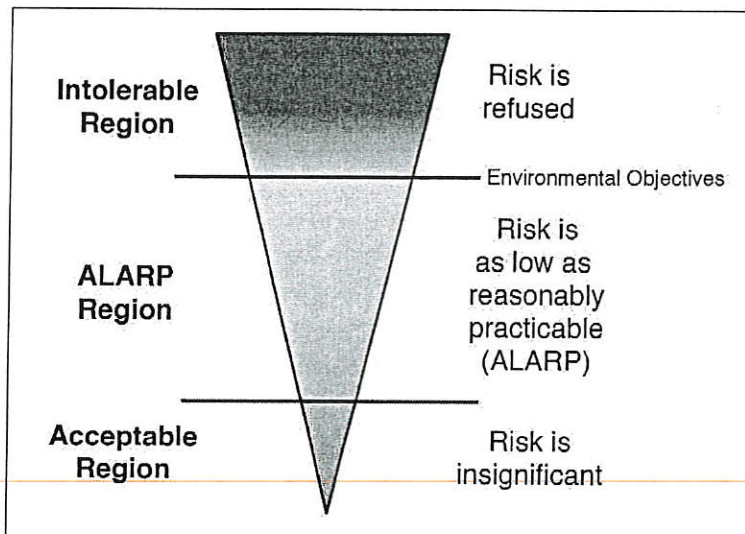 Intolerable
Region
Risk is
refused
Environmental Objectives
ALARP
Region
Risk is
as low as
reasonably
practicable
(ALARP)
Acceptable
Region
Risk is
insignificant